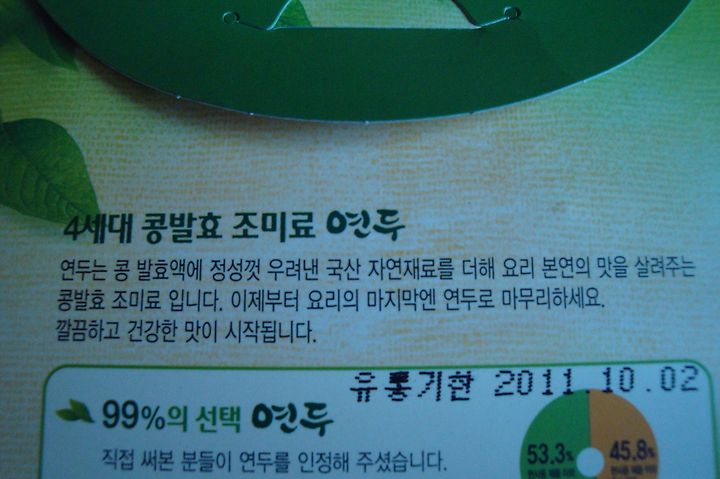 4세대 콩발효 조미료 연두
연두는 콩 발효액에 정성껏 우려낸 국산 자연재료를 더해 요리 본연의 맛을 살려주는
콩발효 조미료 입니다. 이제부터 요리의 마지막엔 연두로 마무리하세요.
깔끔하고 건강한 맛이 시작됩니다.
유통기한 2011.10.02
99%의 선택 연두
직접 써본 분들이 연두를 인정해 주셨습니다.
53.3% 45.8%